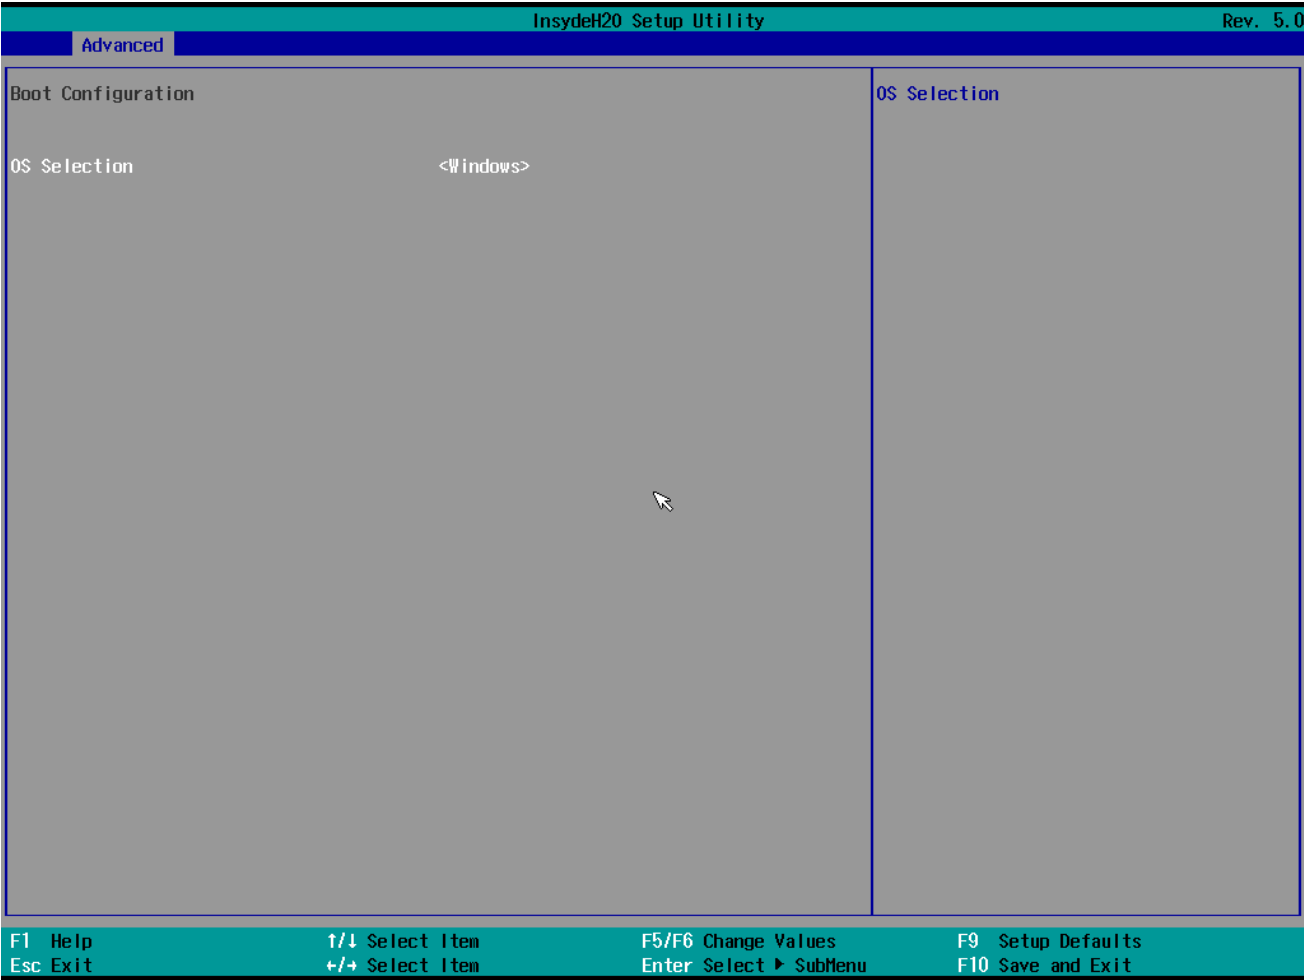 InsydeH20 Setup Utility Rev. 5.0
Advanced
Boot Configuration
OS Selection
OS Selection <Windows>
F1 Help ↑/↓ Select Item F5/F6 Change Values F9 Setup Defaults
Esc Exit ←/→ Select Item Enter Select ▶ SubMenu F10 Save and Exit